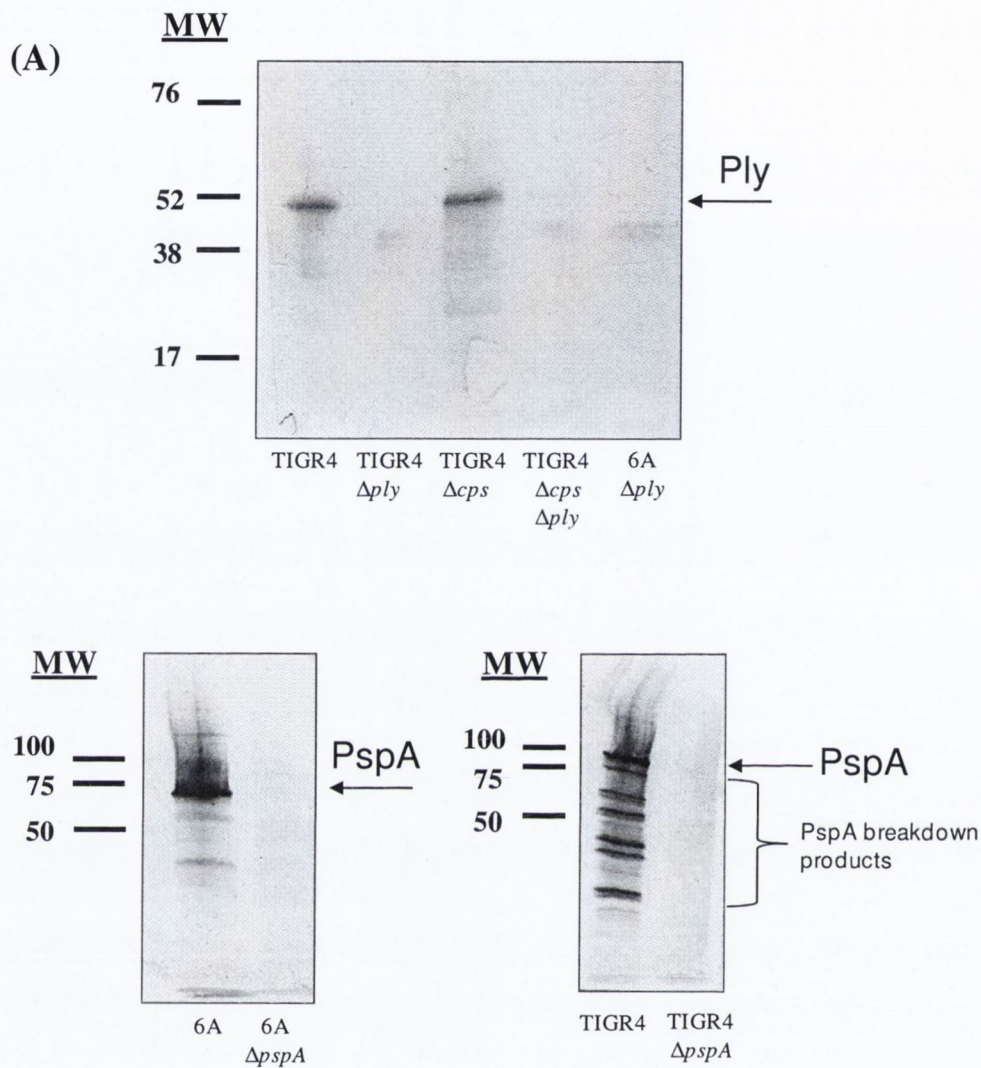 MW
(A)
76
52
38
17
Ply
TIGR4 TIGR4 TIGR4 TIGR4 6A
Δply Δcps Δcps Δply
Δply
MW
100
75
50
PspA
6A 6A
ΔpspA
MW
100
75
50
PspA
PspA breakdown
products
TIGR4 TIGR4
ΔpspA